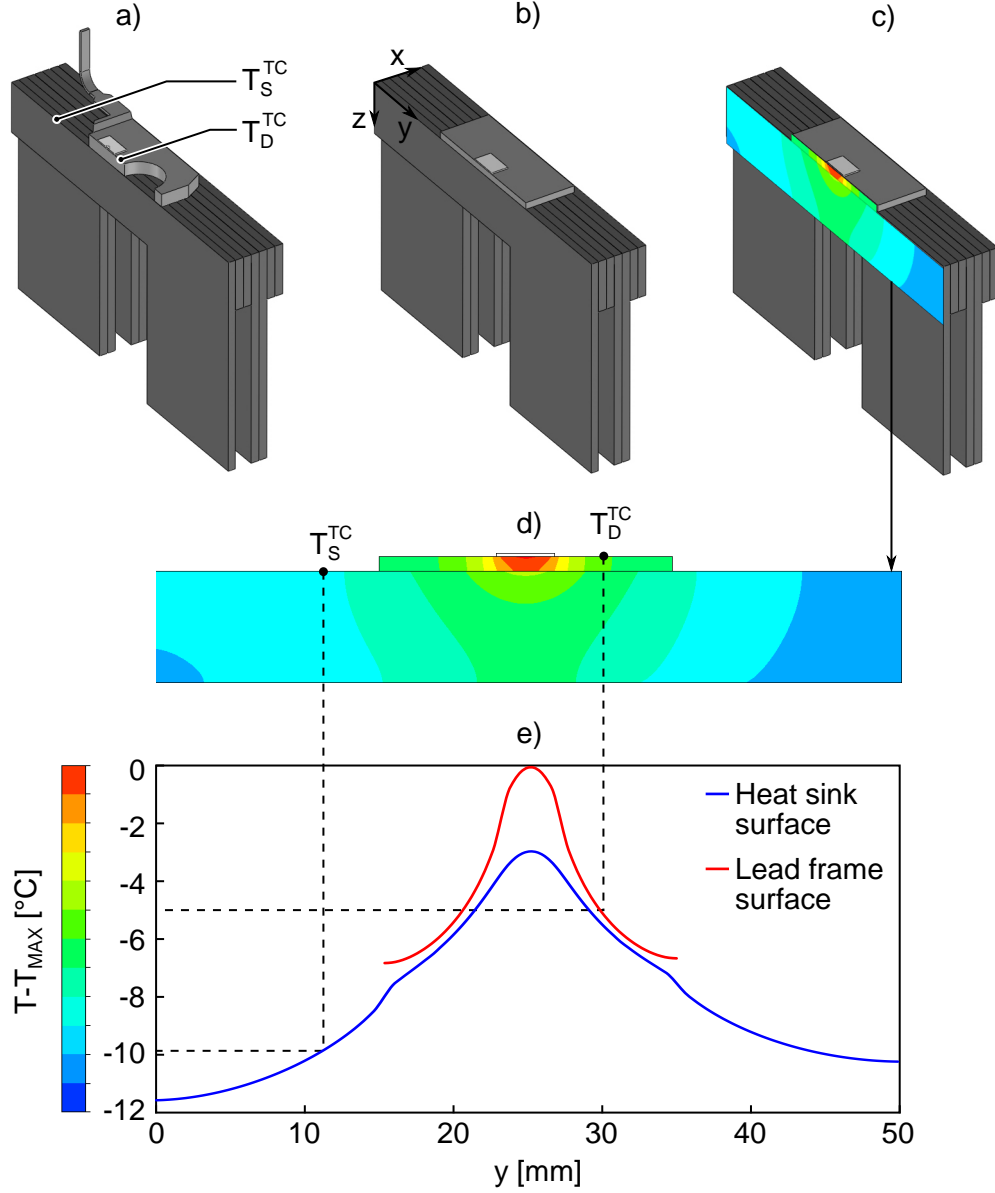 a)
b)
c)
T_S^TC
T_D^TC
x
y
z
d)
T_S^TC
T_D^TC
e)
T-T_MAX [°C]
0
-2
-4
-6
-8
-10
-12
Heat sink
surface
Lead frame
surface
0
10
20
30
40
50
y [mm]